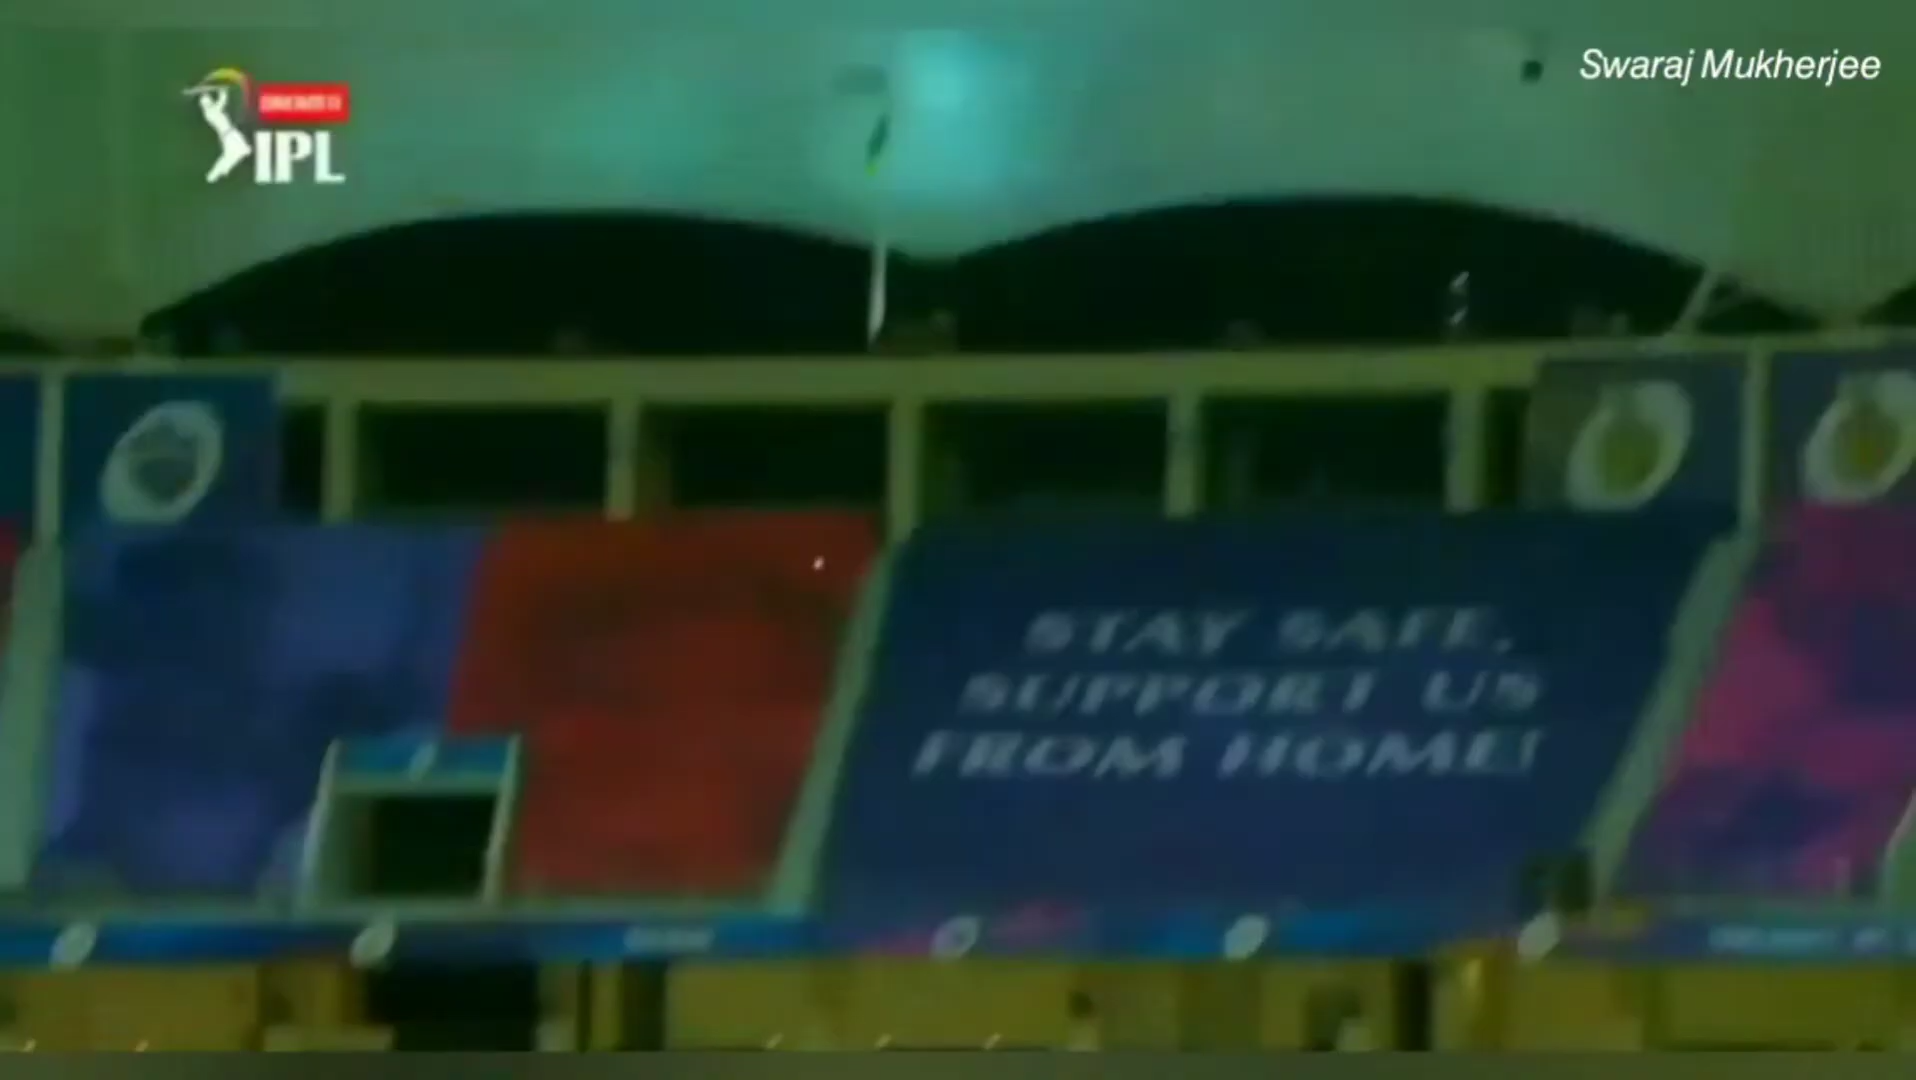 Swaraj Mukherjee
IPL
STAY SAFE,
SUPPORT US
FROM HOME!